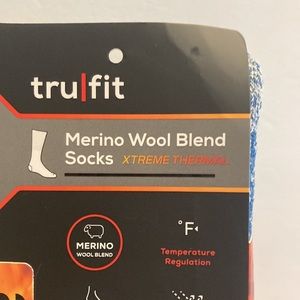 tru|fit
Merino Wool Blend
Socks XTREME THERMAL
MERINO
WOOL BLEND
°F
Temperature
Regulation